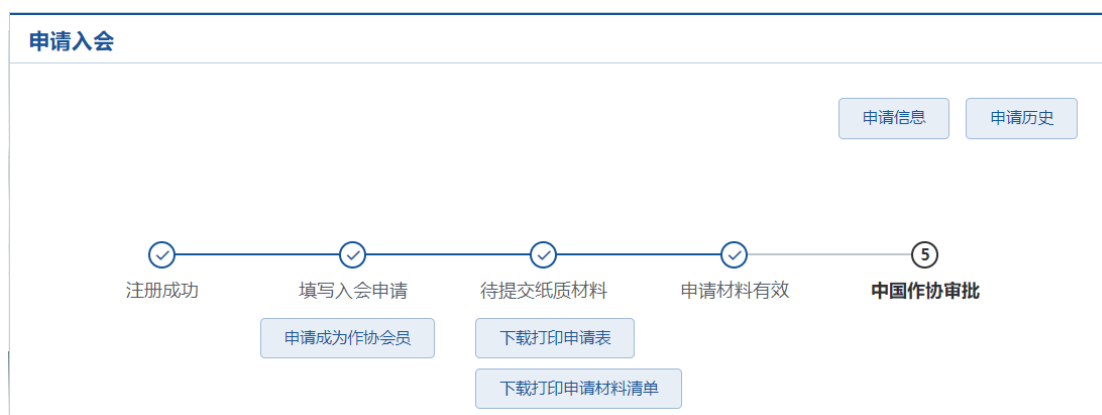 申请入会
申请信息 申请历史
5
注册成功 填写入会申请 待提交纸质材料 申请材料有效 中国作协审批
申请成为作协会员 下载打印申请表
下载打印申请材料清单